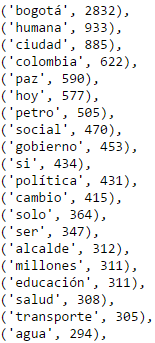 ('bogotá', 2832),
('humana', 933),
('ciudad', 885),
('colombia', 622),
('paz', 590),
('hoy', 577),
('petro', 505),
('social', 470),
('gobierno', 453),
('si', 434),
('política', 431),
('cambio', 415),
('solo', 364),
('ser', 347),
('alcalde', 312),
('millones', 311),
('educación', 311),
('salud', 308),
('transporte', 305),
('agua', 294),